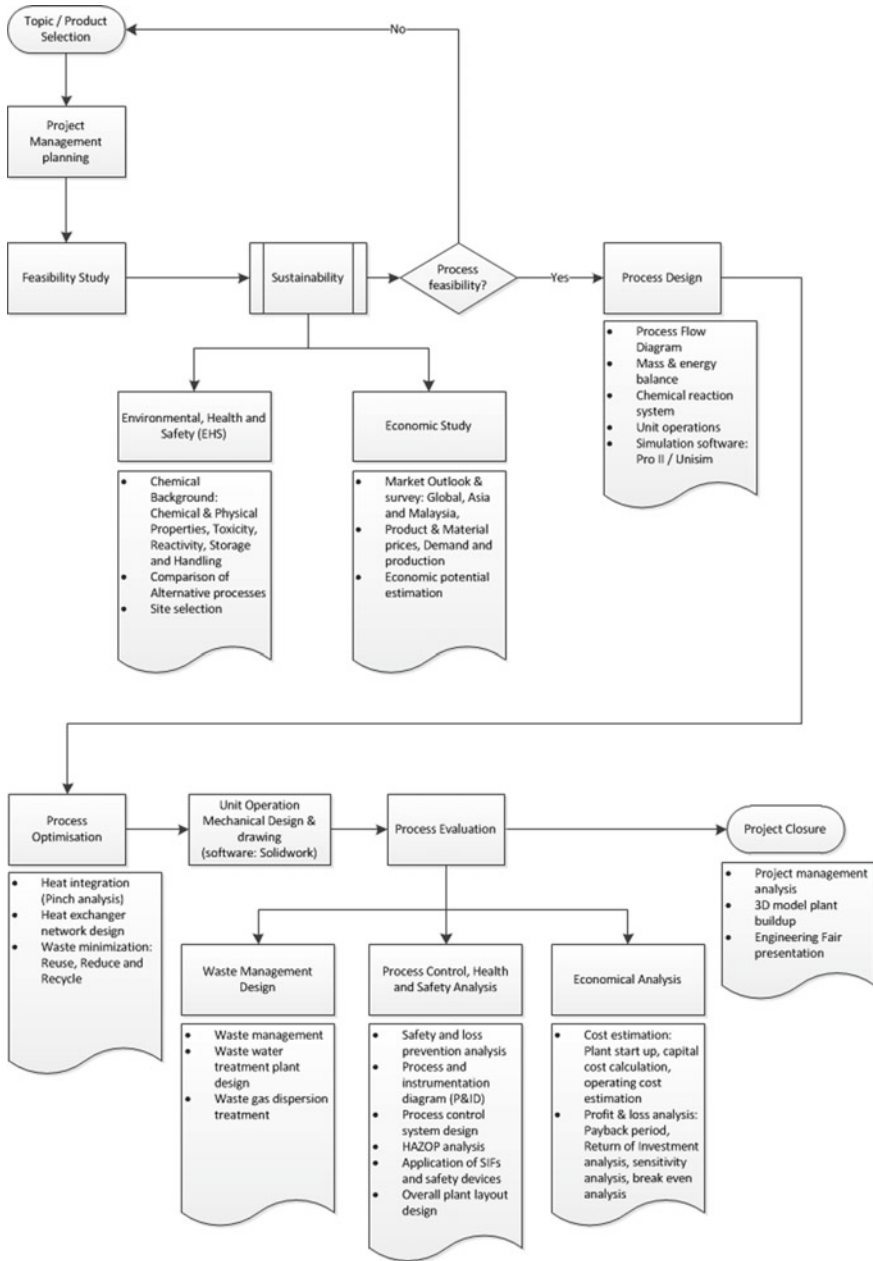 Topic / Product
Selection
No
Project
Management
planning
Feasibility Study
Sustainability
Process
feasibility?
Yes
Process Design
• Process Flow
Diagram
• Mass & energy
balance
• Chemical reaction
system
• Unit operations
• Simulation software:
Pro II / Unisim
Environmental, Health and
Safety (EHS)
• Chemical
Background:
Chemical & Physical
Properties, Toxicity,
Reactivity, Storage
and Handling
• Comparison of
Alternative processes
• Site selection
Economic Study
• Market Outlook &
survey: Global, Asia
and Malaysia,
• Product & Material
prices, Demand and
production
• Economic potential
estimation
Process
Optimisation
• Heat integration
(Pinch analysis)
• Heat exchanger
network design
• Waste minimization:
Reuse, Reduce and
Recycle
Unit Operation
Mechanical Design &
drawing
(software: Solidwork)
Process Evaluation
Project Closure
• Project management
analysis
• 3D model plant
buildup
• Engineering Fair
presentation
Waste Management
Design
• Waste management
• Waste water
treatment plant
design
• Waste gas dispersion
treatment
Process Control, Health
and Safety Analysis
• Safety and loss
prevention analysis
• Process and
instrumentation
diagram (P&ID)
• Process control
system design
• HAZOP analysis
• Application of SIFs
and safety devices
• Overall plant layout
design
Economical Analysis
• Cost estimation:
Plant start up, capital
cost calculation,
operating cost
estimation
• Profit & loss analysis:
Payback period,
Return of Investment
analysis, sensitivity
analysis, break even
analysis